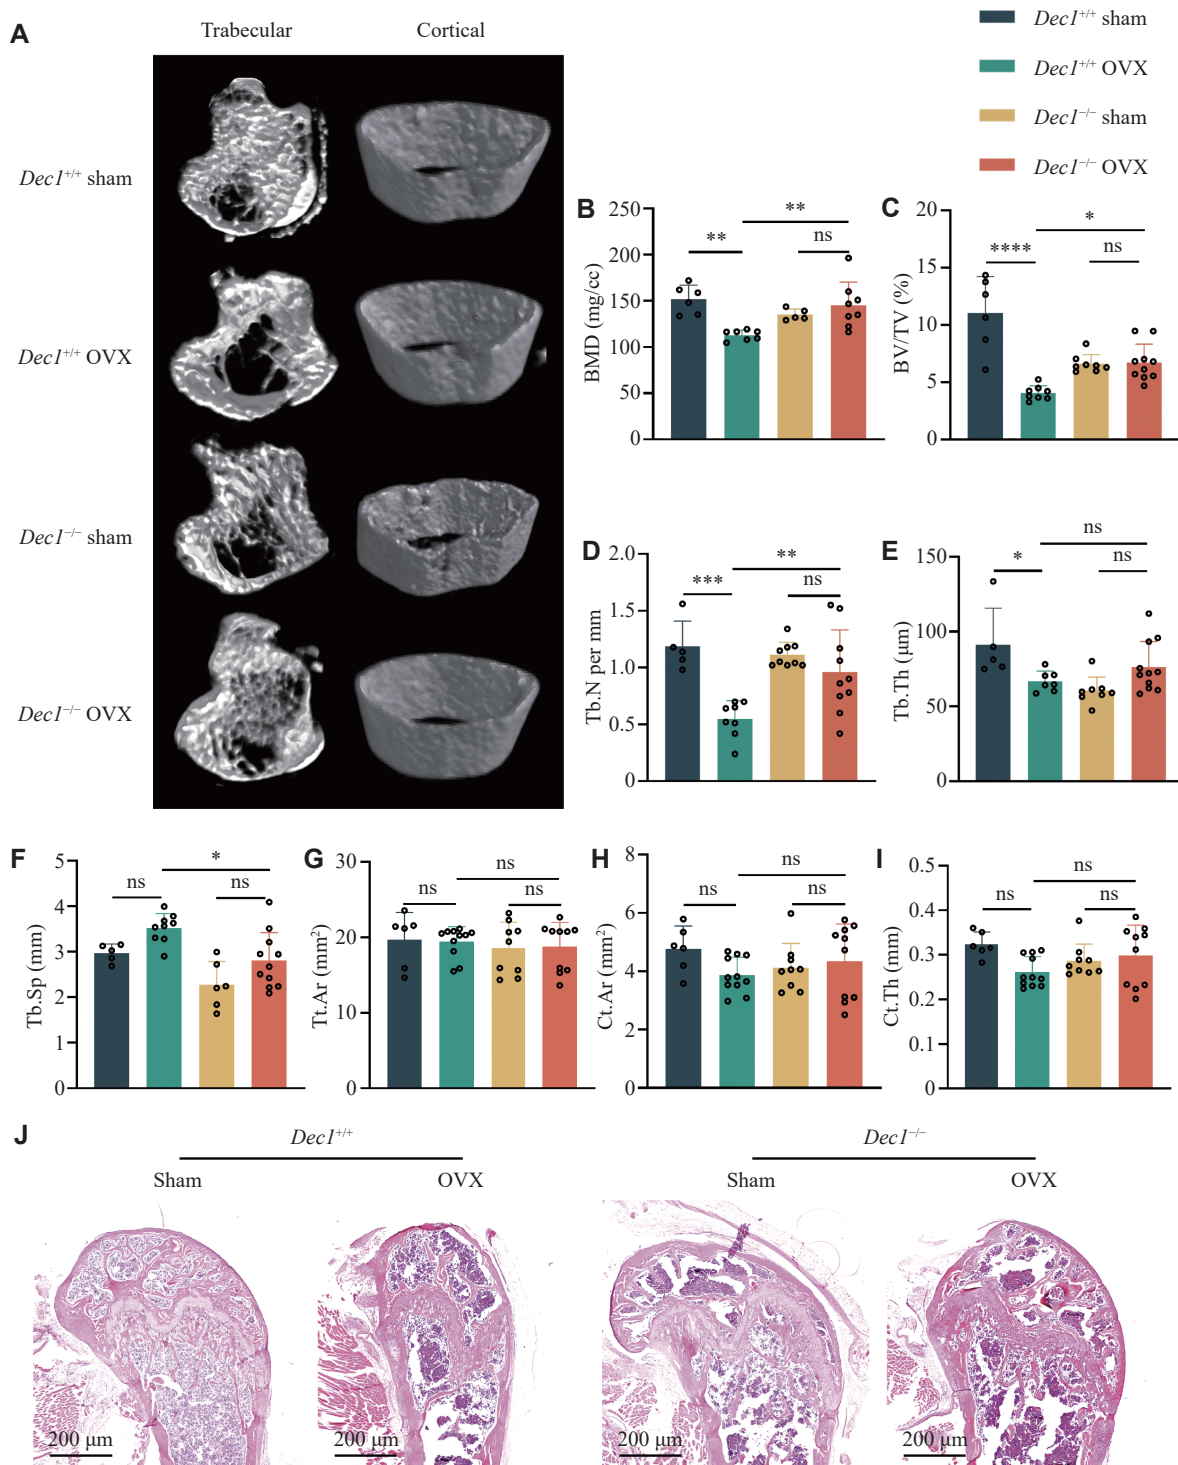 A
Trabecular
Cortical
Dec1+/+ sham
Dec1+/+ OVX
Dec1−/− sham
Dec1−/− OVX
Dec1+/+ sham
Dec1+/+ OVX
Dec1−/− sham
Dec1−/− OVX
B
BMD (mg/cc)
250
200
150
100
50
0
**
**
ns
C
BV/TV (%)
20
15
10
5
0
****
*
ns
D
Tb.N per mm
2.0
1.5
1.0
0.5
0
***
**
ns
E
Tb.Th (μm)
150
100
50
0
*
ns
ns
F
Tb.Sp (mm)
5
4
3
2
1
0
ns
*
ns
G
Tt.Ar (mm²)
30
20
10
0
ns
ns
ns
H
Ct.Ar (mm²)
8
6
4
2
0
ns
ns
ns
I
Ct.Th (mm)
0.5
0.4
0.3
0.2
0.1
0
ns
ns
ns
J
Dec1+/+
Dec1−/−
Sham
OVX
Sham
OVX
200 μm
200 μm
200 μm
200 μm